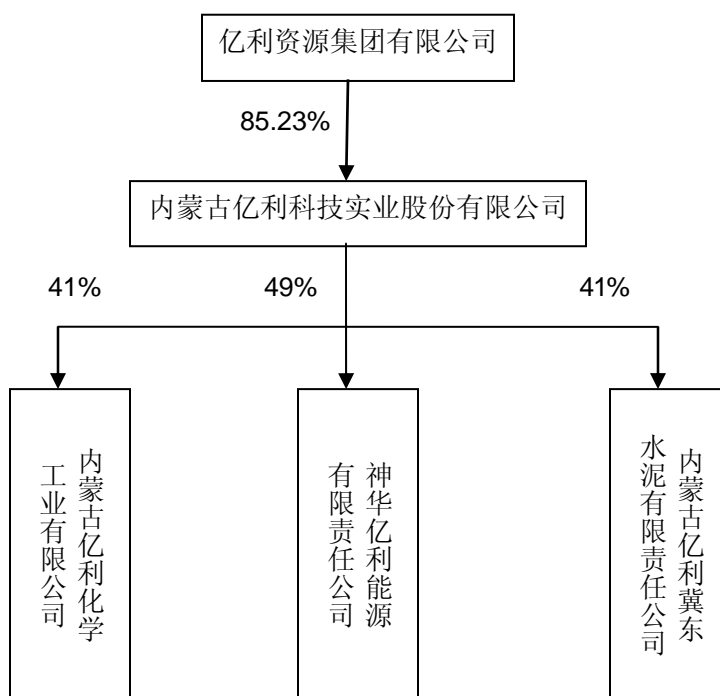 亿利资源集团有限公司
85.23%
内蒙古亿利科技实业股份有限公司
41%
49%
41%
内蒙古亿利化学
工业有限公司
神华亿利能源
有限责任公司
内蒙古亿利冀东
水泥有限责任公司